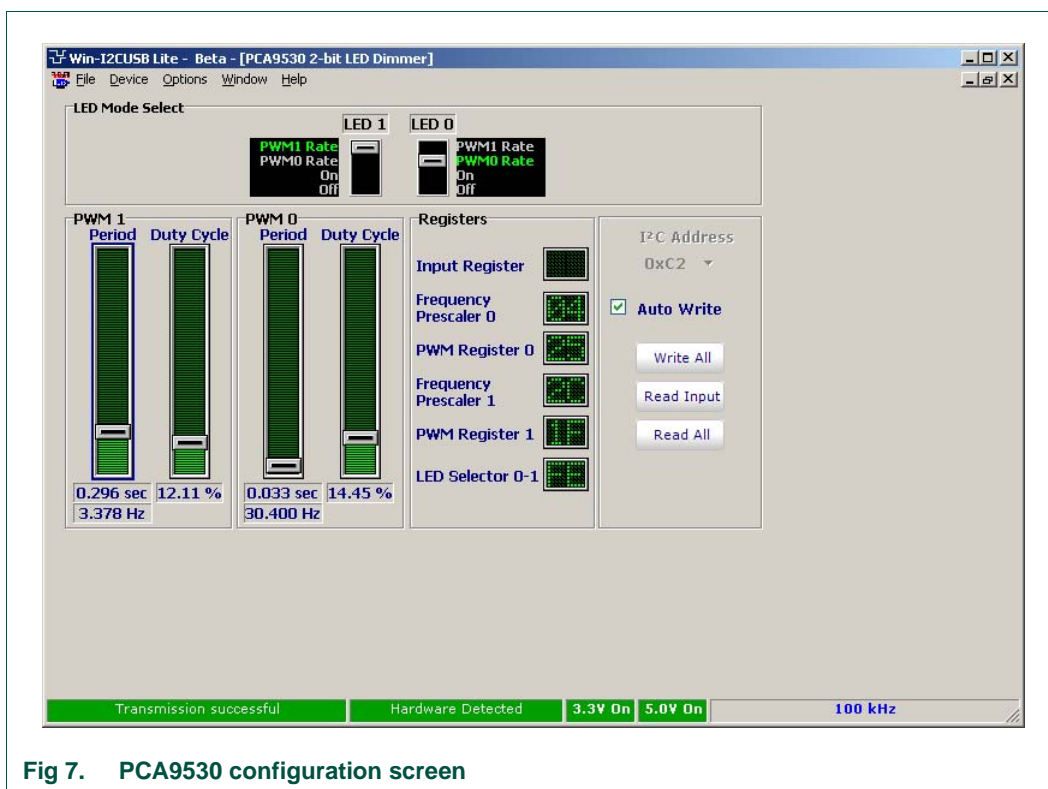 Win-I2CUSB Lite - Beta - [PCA9530 2-bit LED Dimmer]
File Device Options Window Help
LED Mode Select
LED 1 LED 0
PWM1 Rate PWM1 Rate
PWM0 Rate PWM0 Rate
On On
Off Off
PWM 1
Period Duty Cycle
0.296 sec 12.11 %
3.378 Hz
PWM 0
Period Duty Cycle
0.033 sec 14.45 %
30.400 Hz
Registers
Input Register
Frequency
Prescaler 0 04
PWM Register 0 25
Frequency
Prescaler 1 2C
PWM Register 1 1F
LED Selector 0-1 FE
I²C Address
0xC2
Auto Write
Write All
Read Input
Read All
Transmission successful Hardware Detected 3.3V On 5.0V On 100 kHz
Fig 7. PCA9530 configuration screen